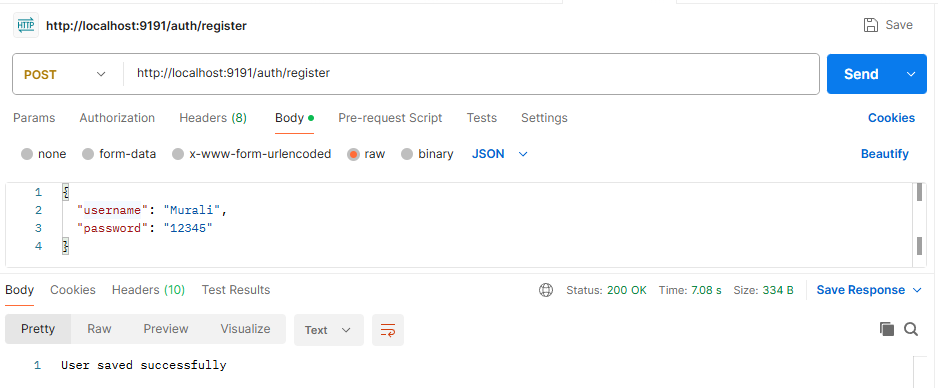 HTTP http://localhost:9191/auth/register Save
POST http://localhost:9191/auth/register Send
Params Authorization Headers (8) Body Pre-request Script Tests Settings Cookies
none form-data x-www-form-urlencoded raw binary JSON Beautify
1 {
2 "username": "Murali",
3 "password": "12345"
4 }
Body Cookies Headers (10) Test Results Status: 200 OK Time: 7.08 s Size: 334 B Save Response
Pretty Raw Preview Visualize Text
1 User saved successfully